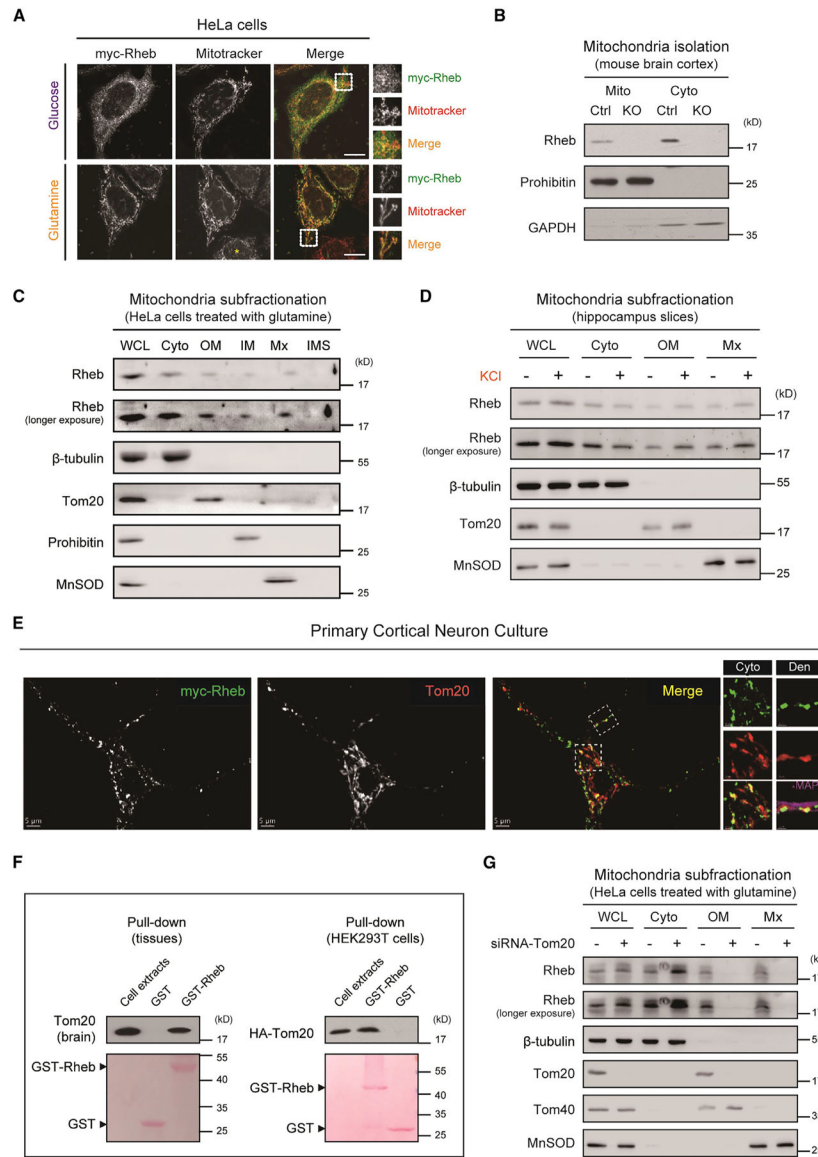 A
HeLa cells
myc-Rheb Mitotracker Merge
Glucose
myc-Rheb
Mitotracker
Merge
Glutamine
myc-Rheb
Mitotracker
Merge
*
B
Mitochondria isolation
(mouse brain cortex)
Mito Cyto
Ctrl KO Ctrl KO (kD)
Rheb 17
Prohibitin 25
GAPDH 35
C
Mitochondria subfractionation
(HeLa cells treated with glutamine)
WCL Cyto OM IM Mx IMS
(kD)
Rheb 17
Rheb
(longer exposure) 17
β-tubulin 55
Tom20 17
Prohibitin 25
MnSOD 25
D
Mitochondria subfractionation
(hippocampus slices)
WCL Cyto OM Mx
KCl - + - + - + - + (kD)
Rheb 17
Rheb
(longer exposure) 17
β-tubulin 55
Tom20 17
MnSOD 25
E
Primary Cortical Neuron Culture
myc-Rheb Tom20 Merge
Cyto Den
5 μm 5 μm 5 μm
MAP
F
Pull-down
(tissues)
Cell extracts GST GST-Rheb
(kD)
Tom20
(brain) 17
GST-Rheb 55
40
35
GST 25
Pull-down
(HEK293T cells)
Cell extracts GST-Rheb GST
(kD)
HA-Tom20 17
55
GST-Rheb 40
35
GST 25
G
Mitochondria subfractionation
(HeLa cells treated with glutamine)
WCL Cyto OM Mx
siRNA-Tom20 - + - + - + - +
Rheb
Rheb
(longer exposure)
β-tubulin
Tom20
Tom40
MnSOD